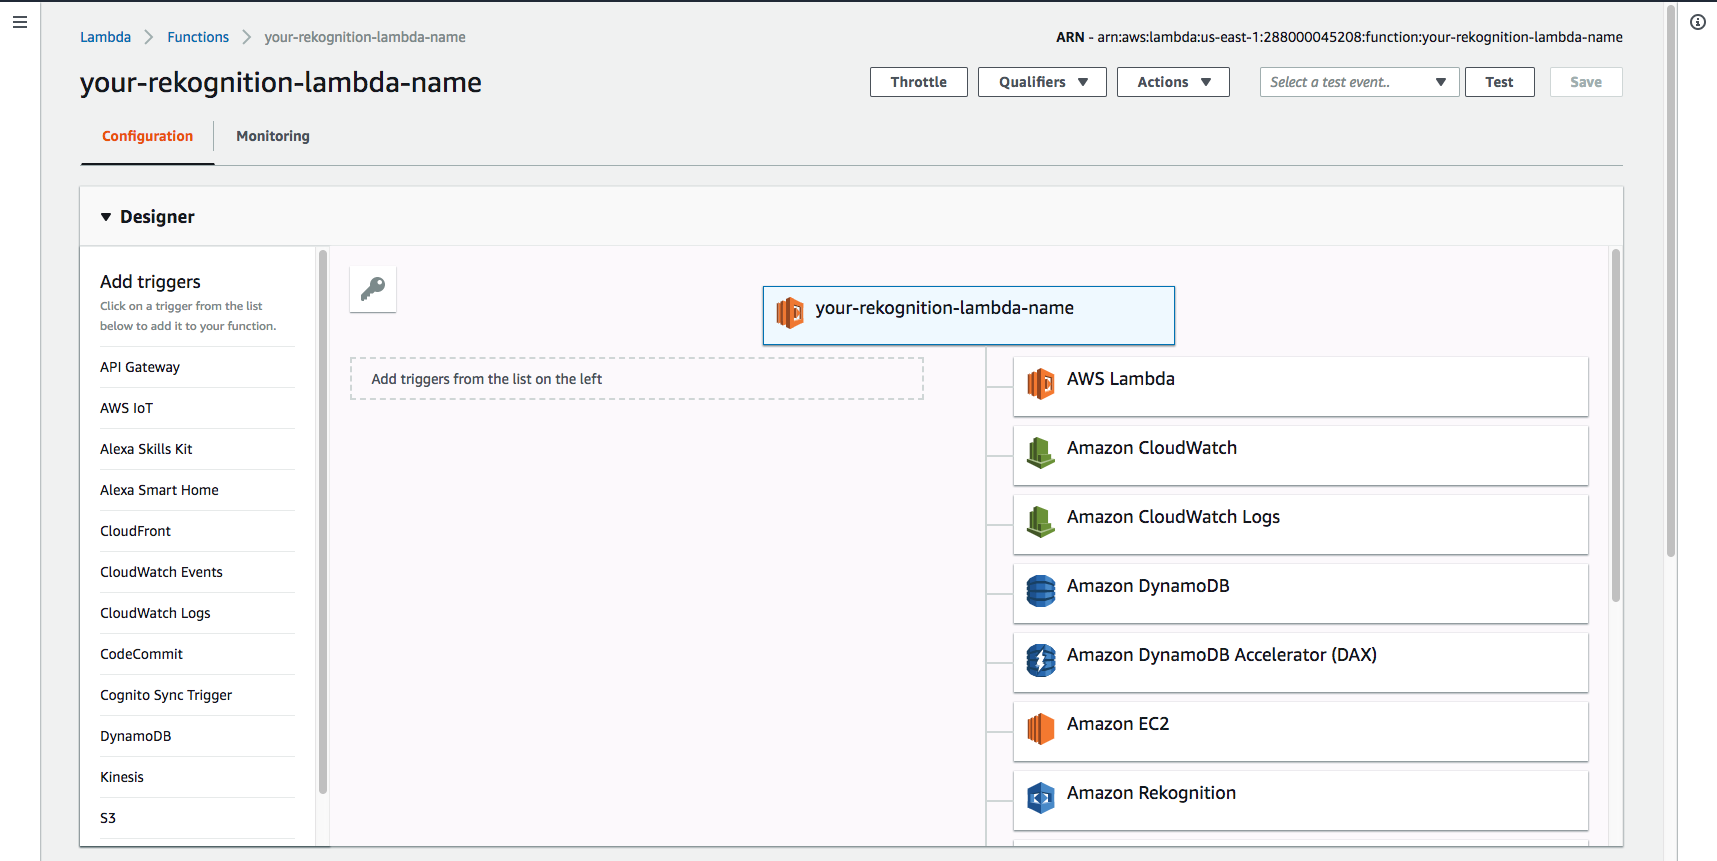 Lambda
Functions
your-rekognition-lambda-name
ARN - arn:aws:lambda:us-east-1:288000045208:function:your-rekognition-lambda-name
your-rekognition-lambda-name
Throttle
Qualifiers
Actions
Select a test event..
Test
Save
Configuration
Monitoring
Designer
Add triggers
Click on a trigger from the list
below to add it to your function.
API Gateway
AWS IoT
Alexa Skills Kit
Alexa Smart Home
CloudFront
CloudWatch Events
CloudWatch Logs
CodeCommit
Cognito Sync Trigger
DynamoDB
Kinesis
S3
your-rekognition-lambda-name
Add triggers from the list on the left
AWS Lambda
Amazon CloudWatch
Amazon CloudWatch Logs
Amazon DynamoDB
Amazon DynamoDB Accelerator (DAX)
Amazon EC2
Amazon Rekognition